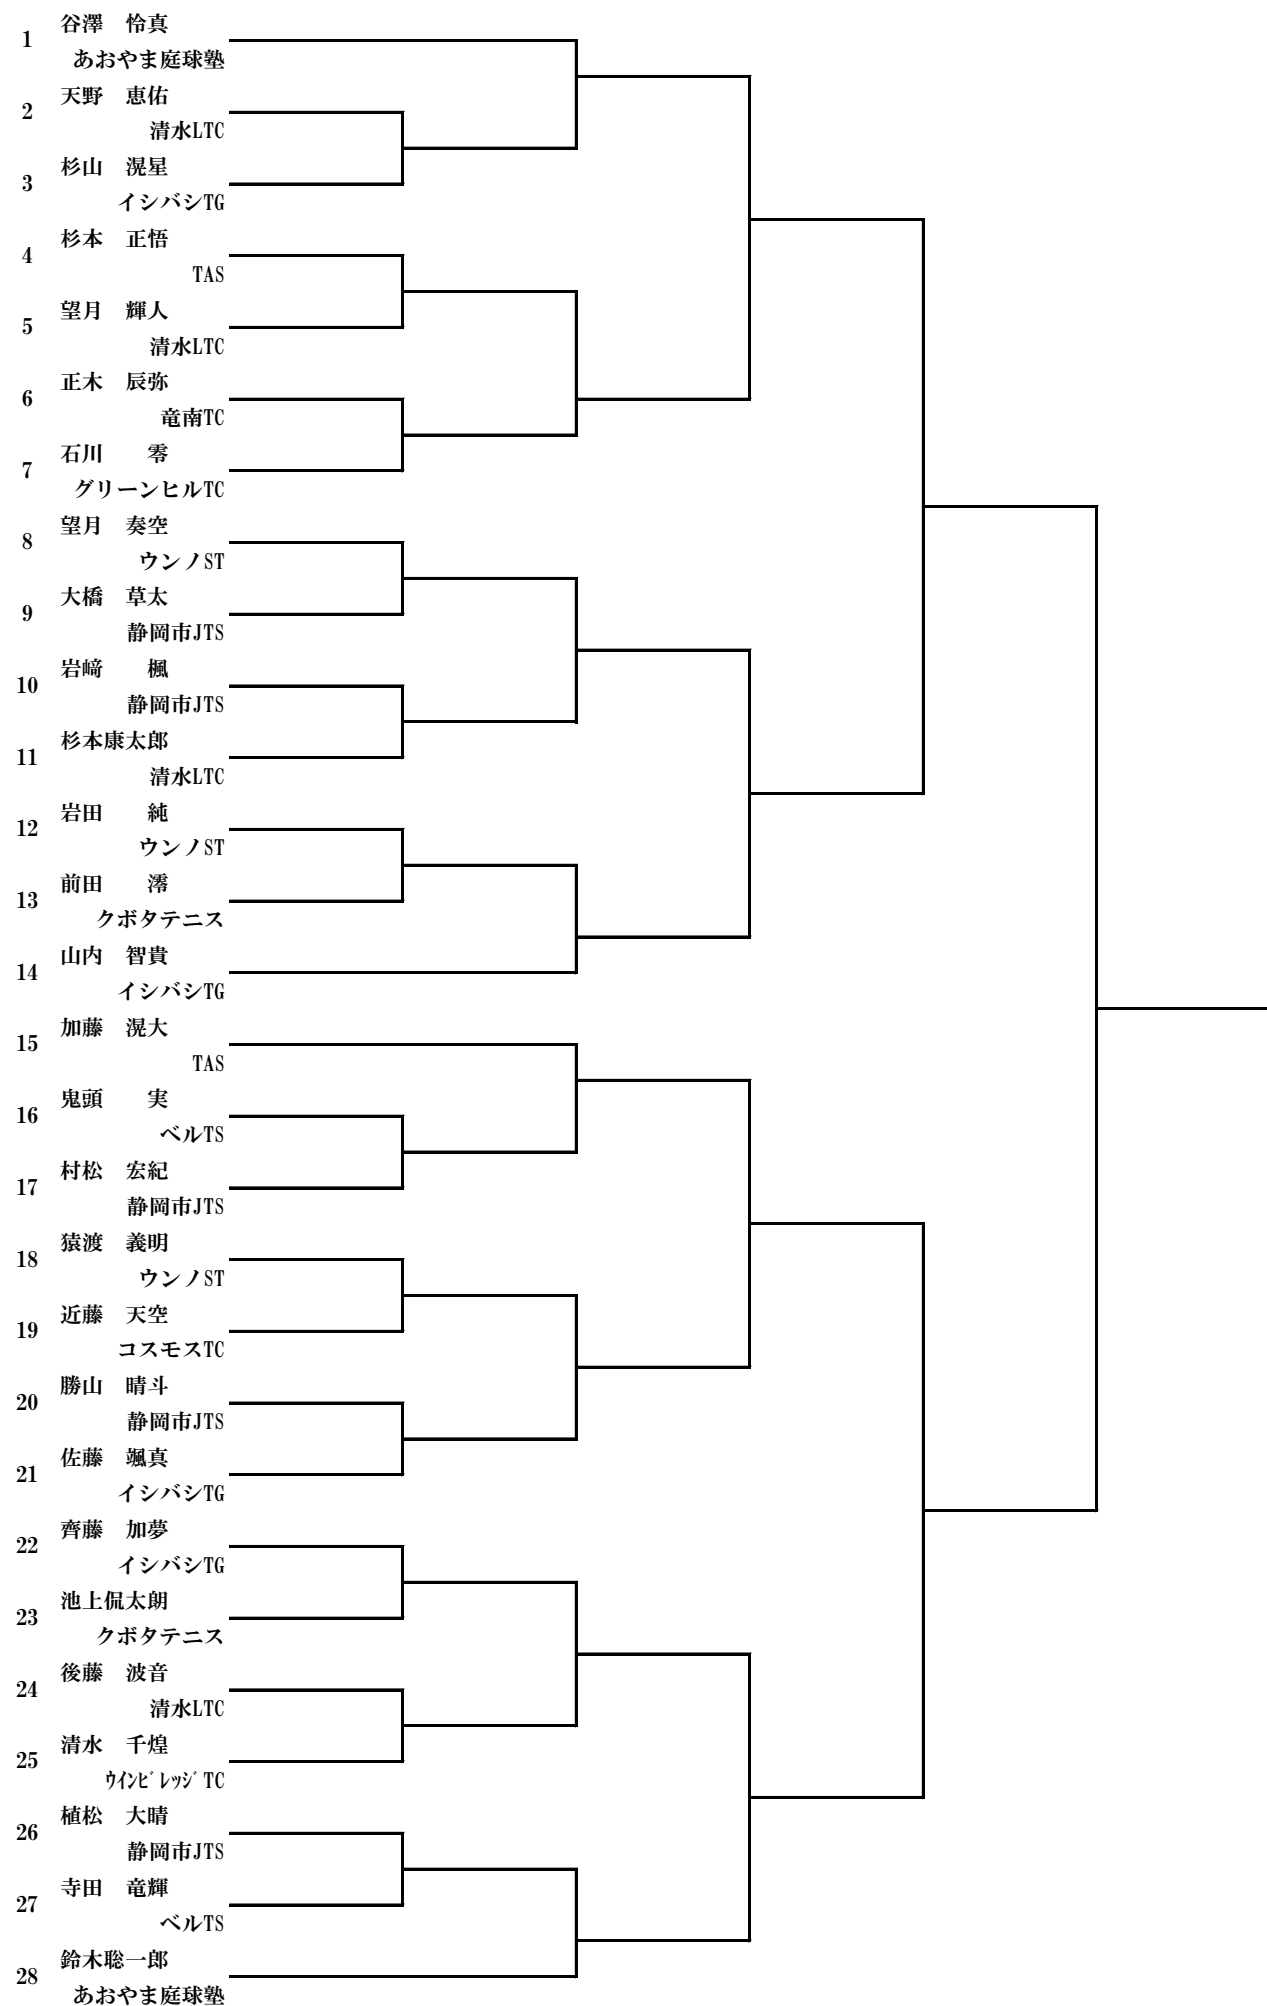 谷澤　怜真
1
あおやま庭球塾
天野　恵佑
2
清水LTC
杉山　滉星
3
イシバシTG
杉本　正悟
4
TAS
望月　輝人
5
清水LTC
正木　辰弥
6
竜南TC
石川　　零
7
グリーンヒルTC
望月　奏空
8
ウンノST
大橋　草太
9
静岡市JTS
岩﨑　　楓
10
静岡市JTS
杉本康太郎
11
清水LTC
岩田　　純
12
ウンノST
前田　　澪
13
クボタテニス
山内　智貴
14
イシバシTG
加藤　滉大
15
TAS
鬼頭　　実
16
ベルTS
村松　宏紀
17
静岡市JTS
猿渡　義明
18
ウンノST
近藤　天空
19
コスモスTC
勝山　晴斗
20
静岡市JTS
佐藤　颯真
21
イシバシTG
齊藤　加夢
22
イシバシTG
池上侃太朗
23
クボタテニス
後藤　波音
24
清水LTC
清水　千煌
25
ｳｲﾝﾋﾞﾚｯｼﾞTC
植松　大晴
26
静岡市JTS
寺田　竜輝
27
ベルTS
鈴木聡一郎
28
あおやま庭球塾